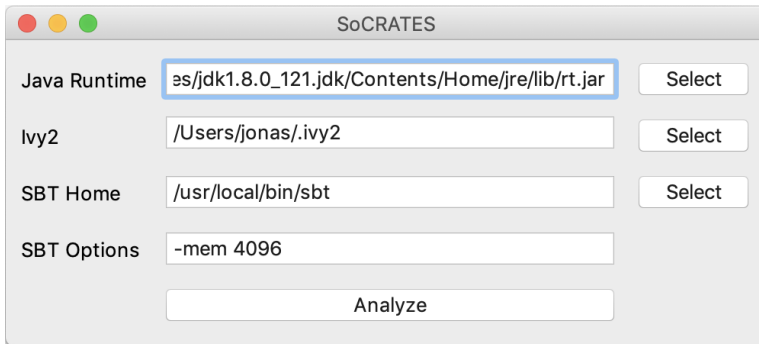 SoCRATES
Java Runtime es/jdk1.8.0_121.jdk/Contents/Home/jre/lib/rt.jar Select
Ivy2 /Users/jonas/.ivy2 Select
SBT Home /usr/local/bin/sbt Select
SBT Options -mem 4096
Analyze